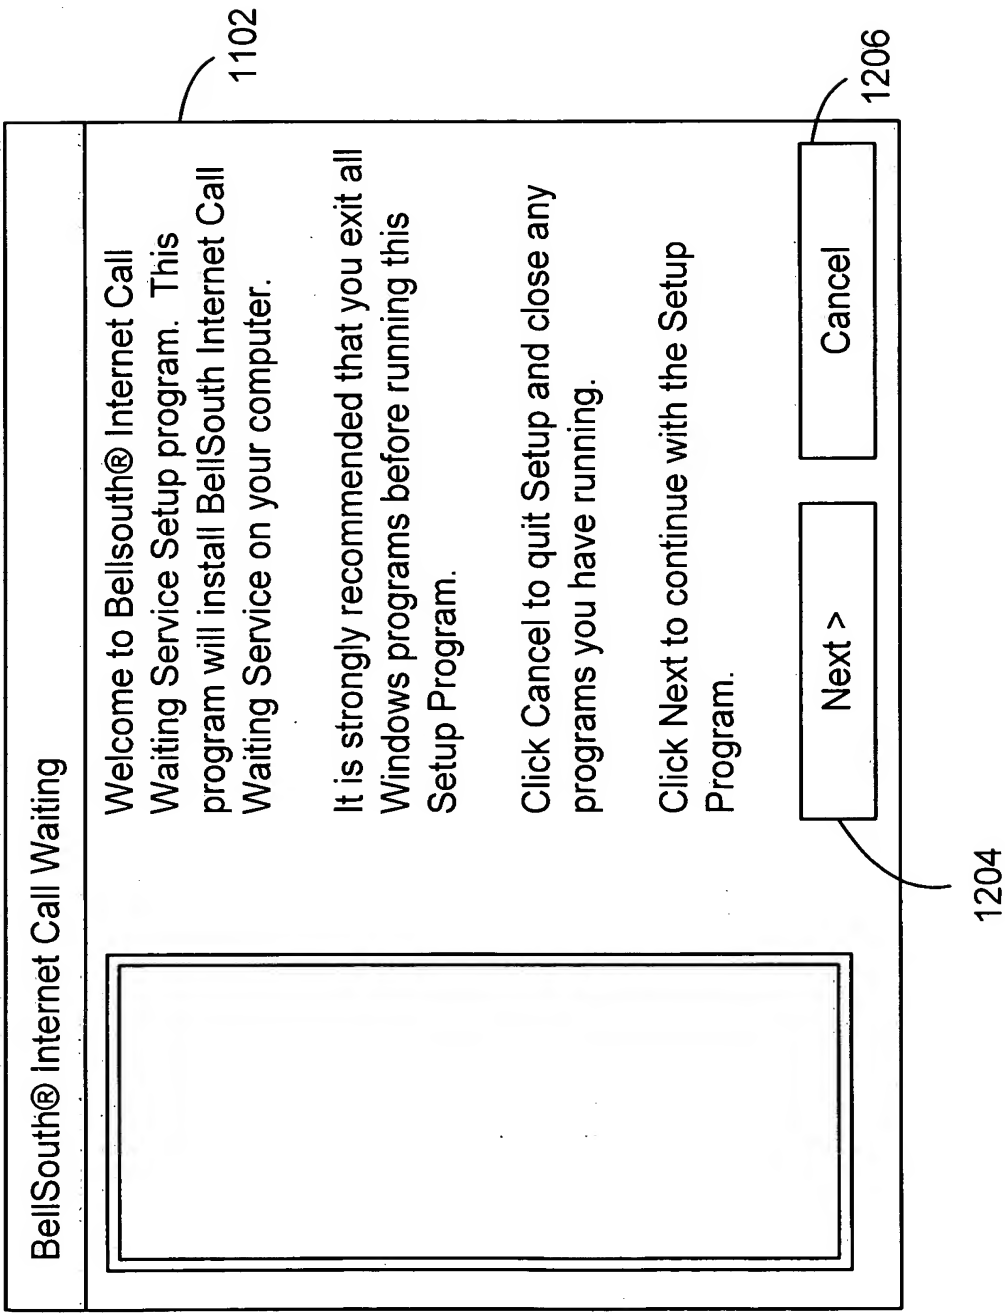 BellSouth® Internet Call Waiting
1102
Welcome to Bellsouth® Internet Call
Waiting Service Setup program.  This
program will install BellSouth Internet Call
Waiting Service on your computer.
It is strongly recommended that you exit all
Windows programs before running this
Setup Program.
Click Cancel to quit Setup and close any
programs you have running.
Click Next to continue with the Setup
Program.
Next >
Cancel
1204
1206